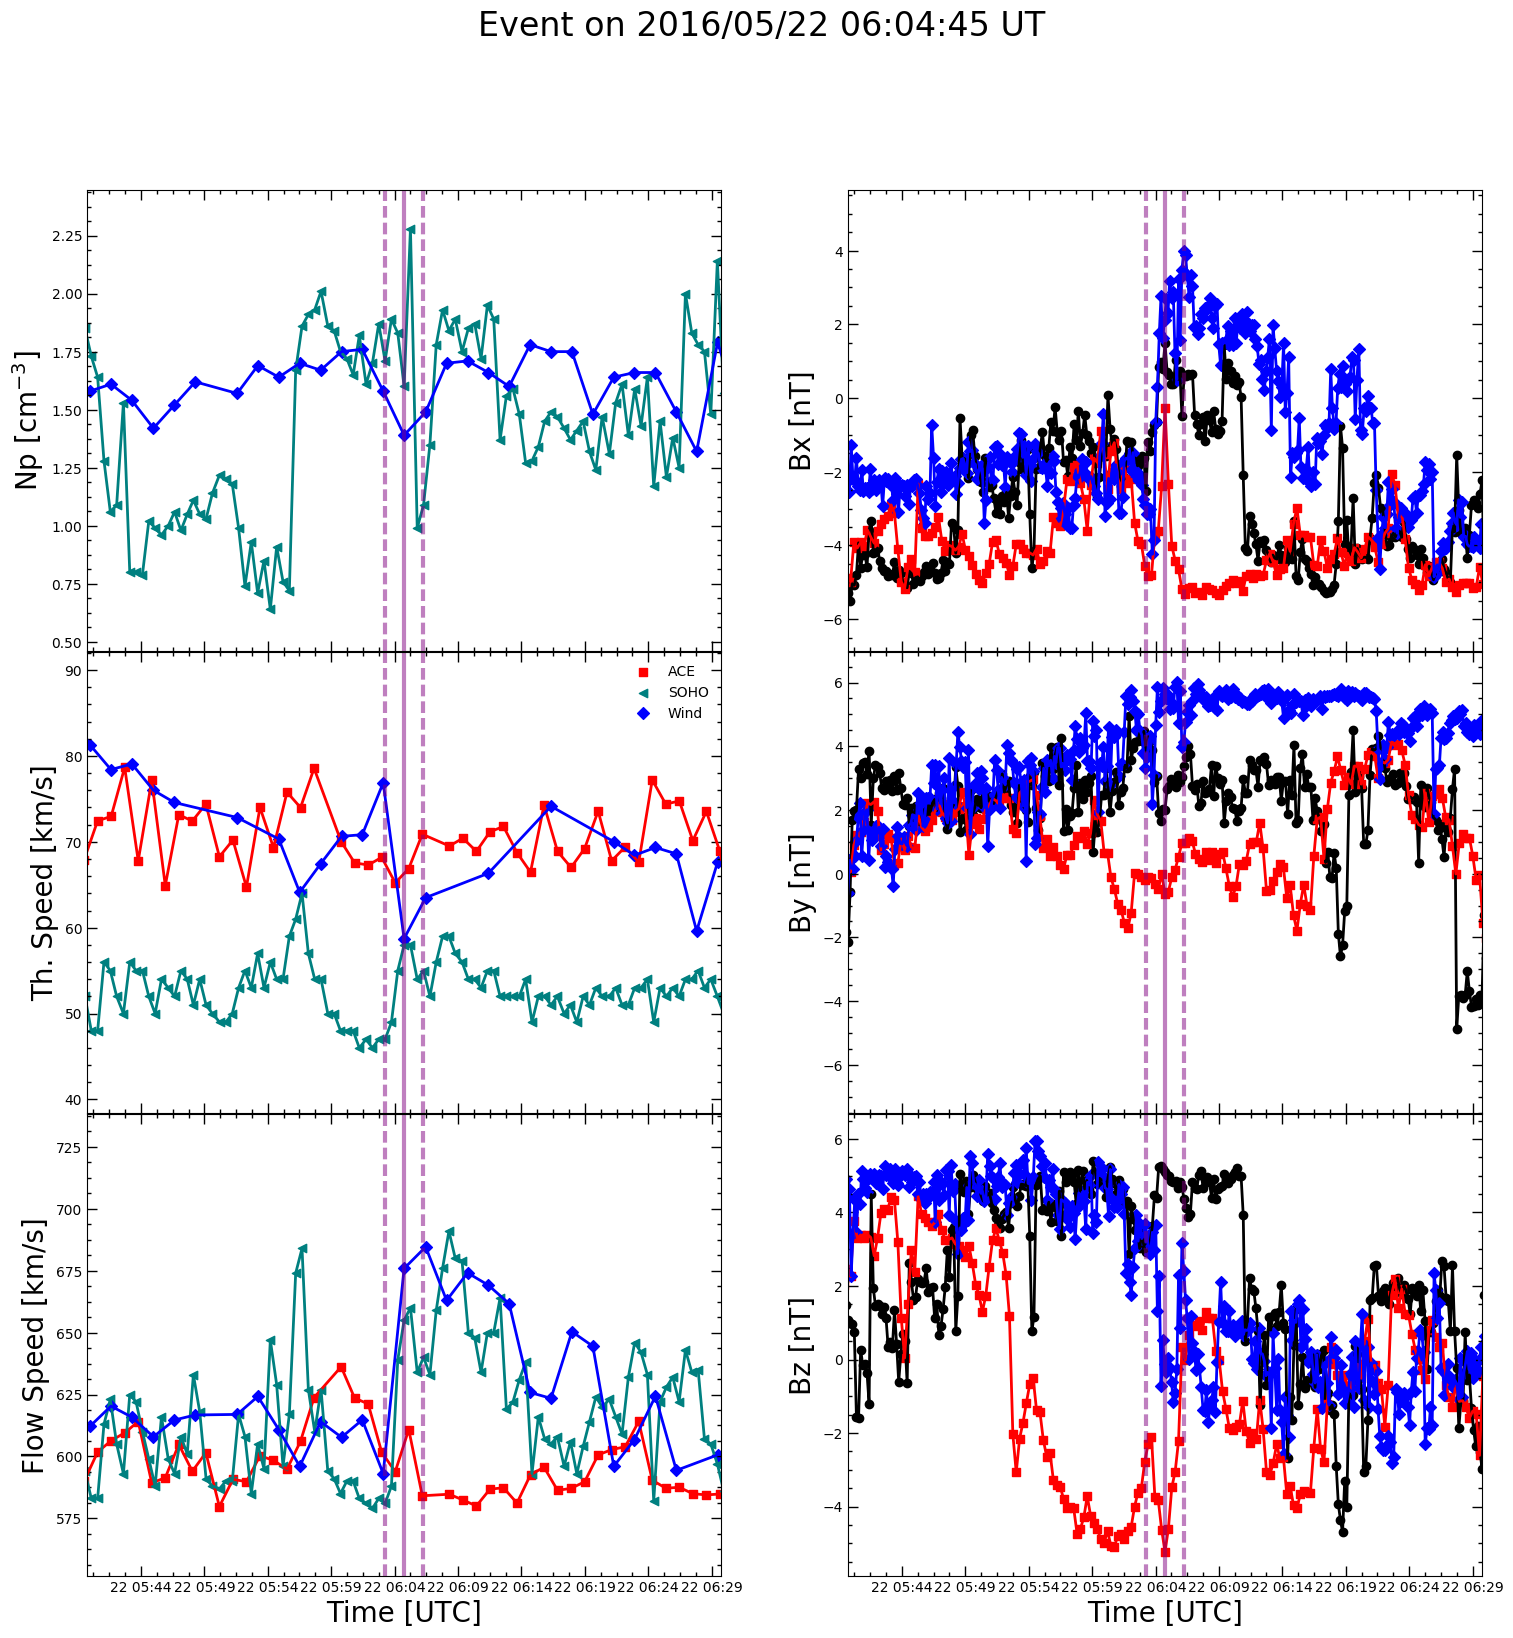 Event on 2016/05/22 06:04:45 UT
Np [cm⁻³]
2.25
2.00
1.75
1.50
1.25
1.00
0.75
0.50
Th. Speed [km/s]
90
80
70
60
50
40
ACE
SOHO
Wind
Flow Speed [km/s]
725
700
675
650
625
600
575
22 05:44 22 05:49 22 05:54 22 05:59 22 06:04 22 06:09 22 06:14 22 06:19 22 06:24 22 06:29
Time [UTC]
Bx [nT]
4
2
0
−2
−4
−6
By [nT]
6
4
2
0
−2
−4
−6
Bz [nT]
6
4
2
0
−2
−4
22 05:44 22 05:49 22 05:54 22 05:59 22 06:04 22 06:09 22 06:14 22 06:19 22 06:24 22 06:29
Time [UTC]